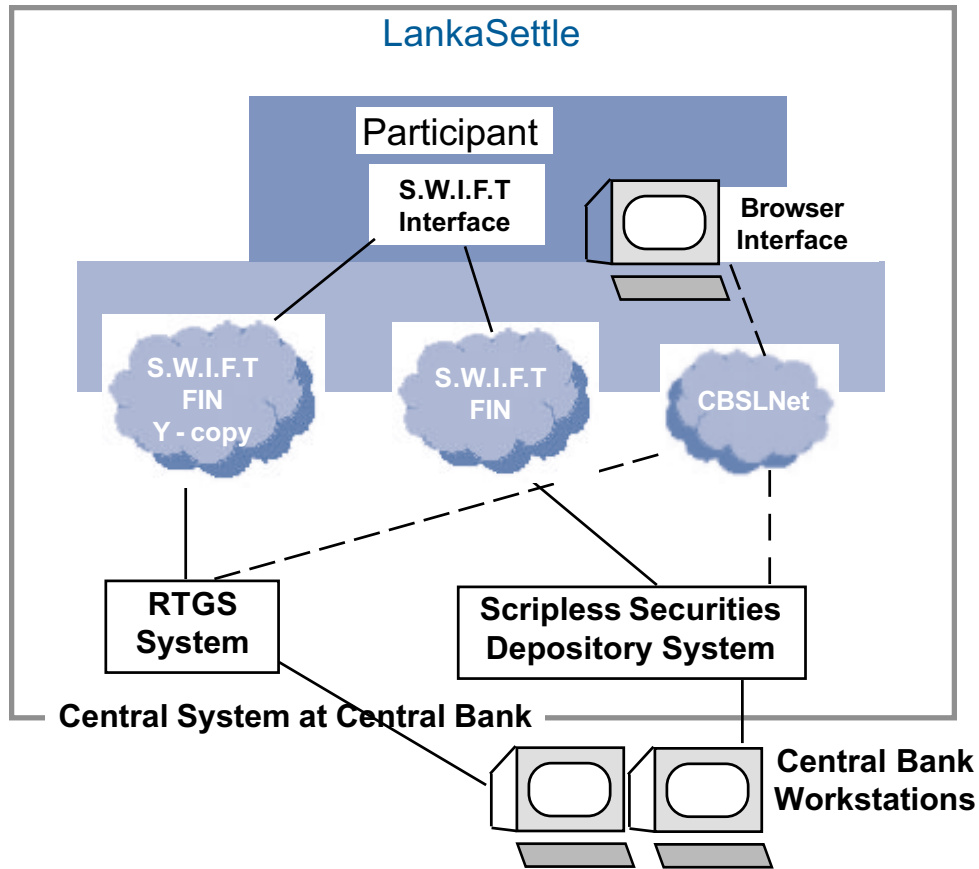 LankaSettle
Participant
S.W.I.F.T
Interface
Browser
Interface
S.W.I.F.T
FIN
Y - copy
S.W.I.F.T
FIN
CBSLNet
RTGS
System
Scripless Securities
Depository System
Central System at Central Bank
Central Bank
Workstations